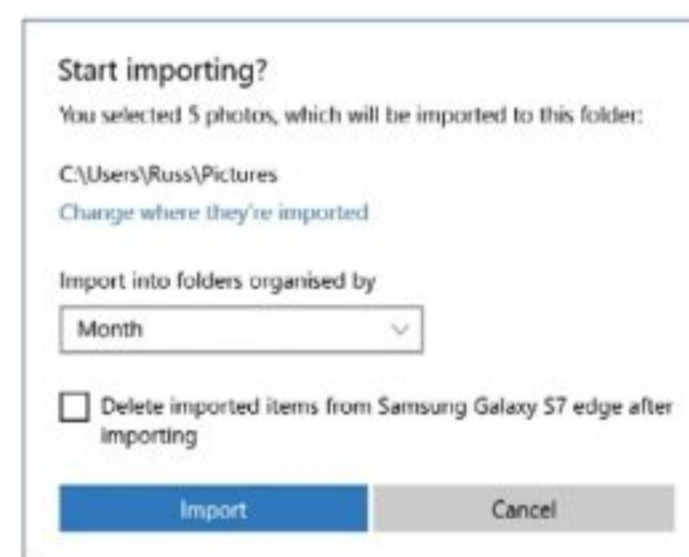 Start importing?
You selected 5 photos, which will be imported to this folder:
C:\Users\Russ\Pictures
Change where they're imported
Import into folders organised by
Month
Delete imported items from Samsung Galaxy S7 edge after
importing
Import
Cancel